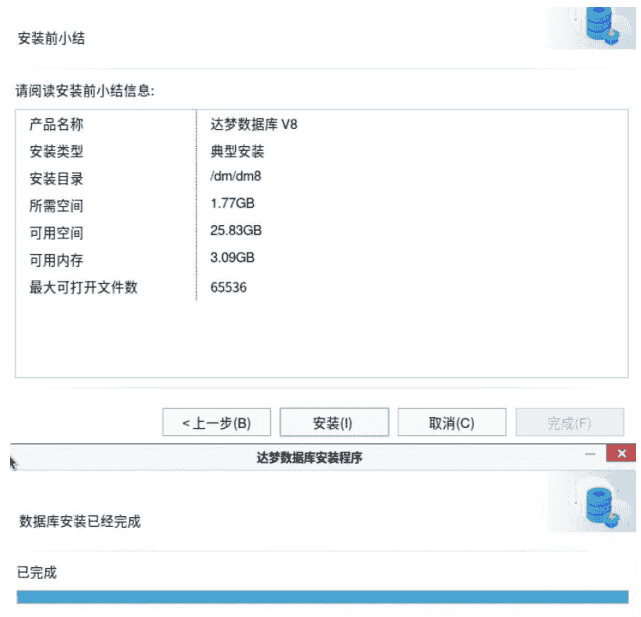 安装前小结
请阅读安装前小结信息:
产品名称 达梦数据库 V8
安装类型 典型安装
安装目录 /dm/dm8
所需空间 1.77GB
可用空间 25.83GB
可用内存 3.09GB
最大可打开文件数 65536
<上一步(B) 安装(I) 取消(C) 完成(F)
达梦数据库安装程序
数据库安装已经完成
已完成